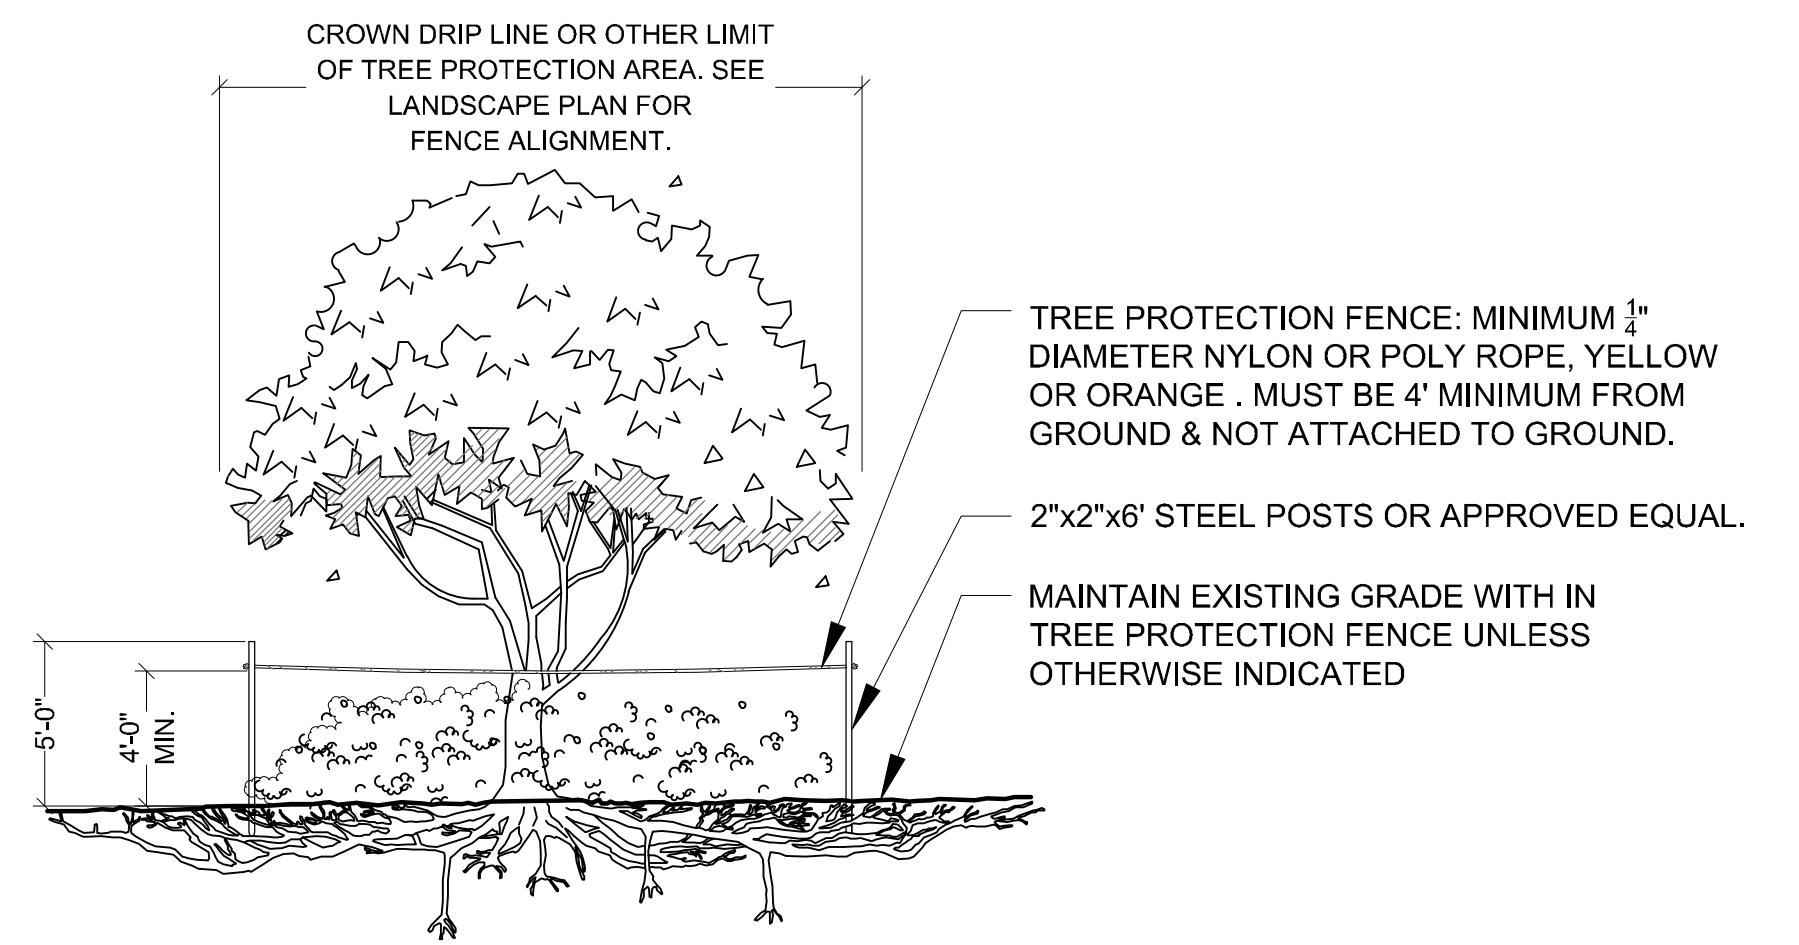 CROWN DRIP LINE OR OTHER LIMIT
OF TREE PROTECTION AREA. SEE
LANDSCAPE PLAN FOR
FENCE ALIGNMENT.
TREE PROTECTION FENCE: MINIMUM 1/4"
DIAMETER NYLON OR POLY ROPE, YELLOW
OR ORANGE . MUST BE 4' MINIMUM FROM
GROUND & NOT ATTACHED TO GROUND.
2"x2"x6' STEEL POSTS OR APPROVED EQUAL.
MAINTAIN EXISTING GRADE WITH IN
TREE PROTECTION FENCE UNLESS
OTHERWISE INDICATED
5'-0"
4'-0"
MIN.